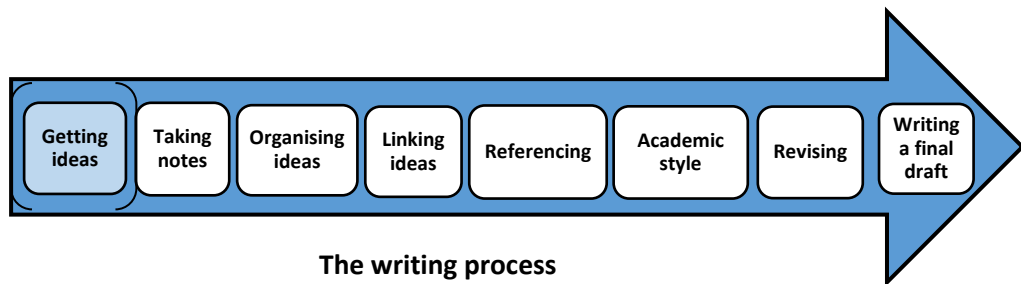 Getting
ideas
Taking
notes
Organising
ideas
Linking
ideas
Referencing
Academic
style
Revising
Writing
a final
draft
The writing process